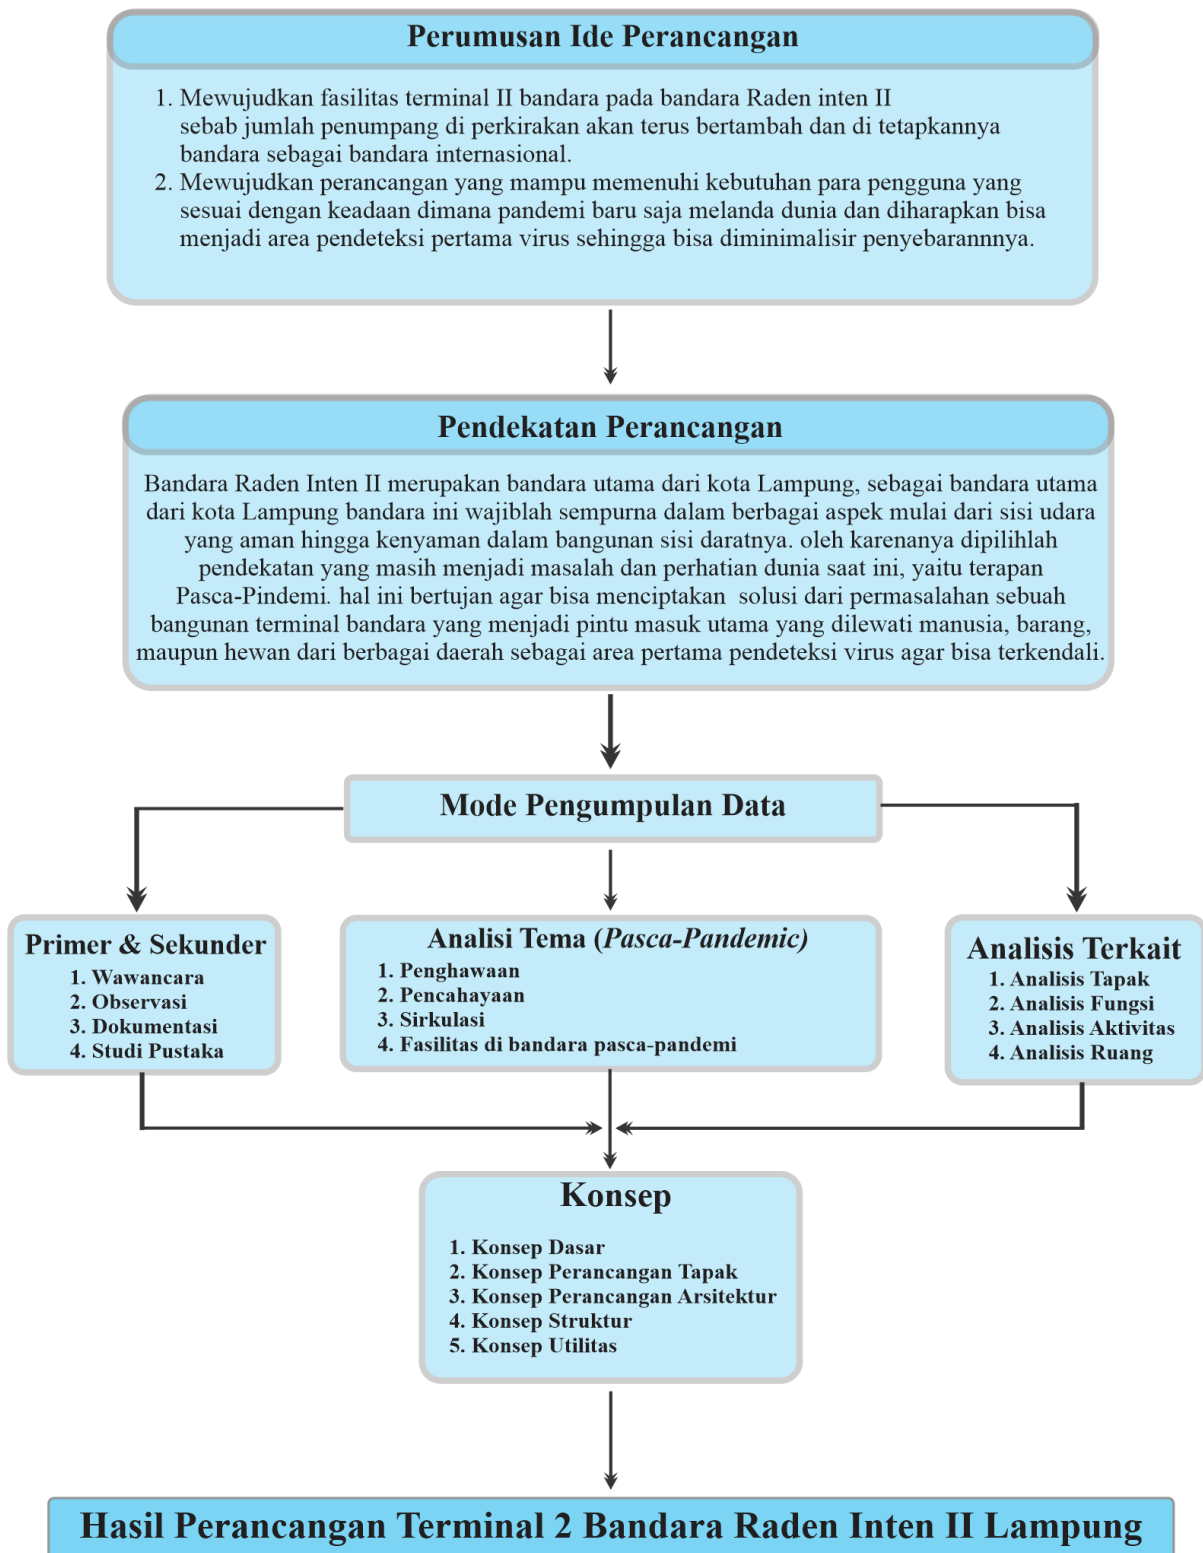 Perumusan Ide Perancangan
1. Mewujudkan fasilitas terminal II bandara pada bandara Raden inten II
sebab jumlah penumpang di perkirakan akan terus bertambah dan di tetapkannya
bandara sebagai bandara internasional.
2. Mewujudkan perancangan yang mampu memenuhi kebutuhan para pengguna yang
sesuai dengan keadaan dimana pandemi baru saja melanda dunia dan diharapkan bisa
menjadi area pendeteksi pertama virus sehingga bisa diminimalisir penyebarannnya.
Pendekatan Perancangan
Bandara Raden Inten II merupakan bandara utama dari kota Lampung, sebagai bandara utama
dari kota Lampung bandara ini wajiblah sempurna dalam berbagai aspek mulai dari sisi udara
yang aman hingga kenyaman dalam bangunan sisi daratnya. oleh karenanya dipilihlah
pendekatan yang masih menjadi masalah dan perhatian dunia saat ini, yaitu terapan
Pasca-Pindemi. hal ini bertujan agar bisa menciptakan solusi dari permasalahan sebuah
bangunan terminal bandara yang menjadi pintu masuk utama yang dilewati manusia, barang,
maupun hewan dari berbagai daerah sebagai area pertama pendeteksi virus agar bisa terkendali.
Mode Pengumpulan Data
Primer & Sekunder
1. Wawancara
2. Observasi
3. Dokumentasi
4. Studi Pustaka
Analisi Tema (Pasca-Pandemic)
1. Penghawaan
2. Pencahayaan
3. Sirkulasi
4. Fasilitas di bandara pasca-pandemi
Analisis Terkait
1. Analisis Tapak
2. Analisis Fungsi
3. Analisis Aktivitas
4. Analisis Ruang
Konsep
1. Konsep Dasar
2. Konsep Perancangan Tapak
3. Konsep Perancangan Arsitektur
4. Konsep Struktur
5. Konsep Utilitas
Hasil Perancangan Terminal 2 Bandara Raden Inten II Lampung